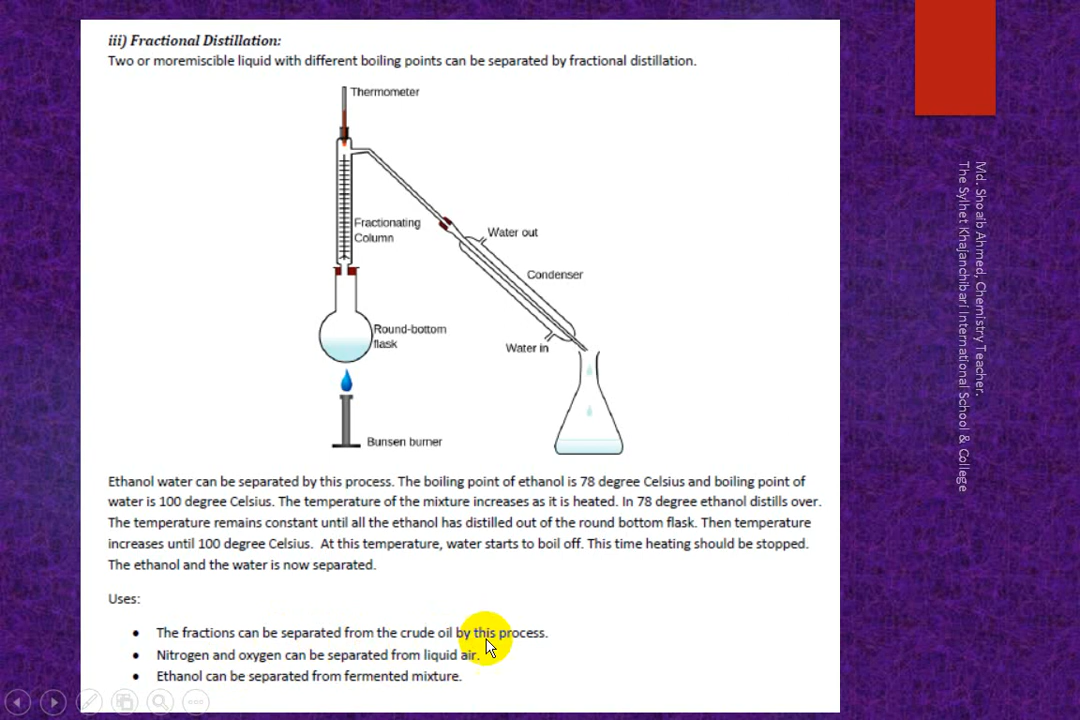 iii) Fractional Distillation:
Two or moremiscible liquid with different boiling points can be separated by fractional distillation.
Thermometer
Fractionating
Column
Water out
Condenser
Round-bottom
flask
Water in
Bunsen burner
Ethanol water can be separated by this process. The boiling point of ethanol is 78 degree Celsius and boiling point of
water is 100 degree Celsius. The temperature of the mixture increases as it is heated. In 78 degree ethanol distills over.
The temperature remains constant until all the ethanol has distilled out of the round bottom flask. Then temperature
increases until 100 degree Celsius.  At this temperature, water starts to boil off. This time heating should be stopped.
The ethanol and the water is now separated.
Uses:
• The fractions can be separated from the crude oil by this process.
• Nitrogen and oxygen can be separated from liquid air.
• Ethanol can be separated from fermented mixture.
Md. Shoaib Ahmed, Chemistry Teacher.
The Sylhet Khajanchibari International School & College